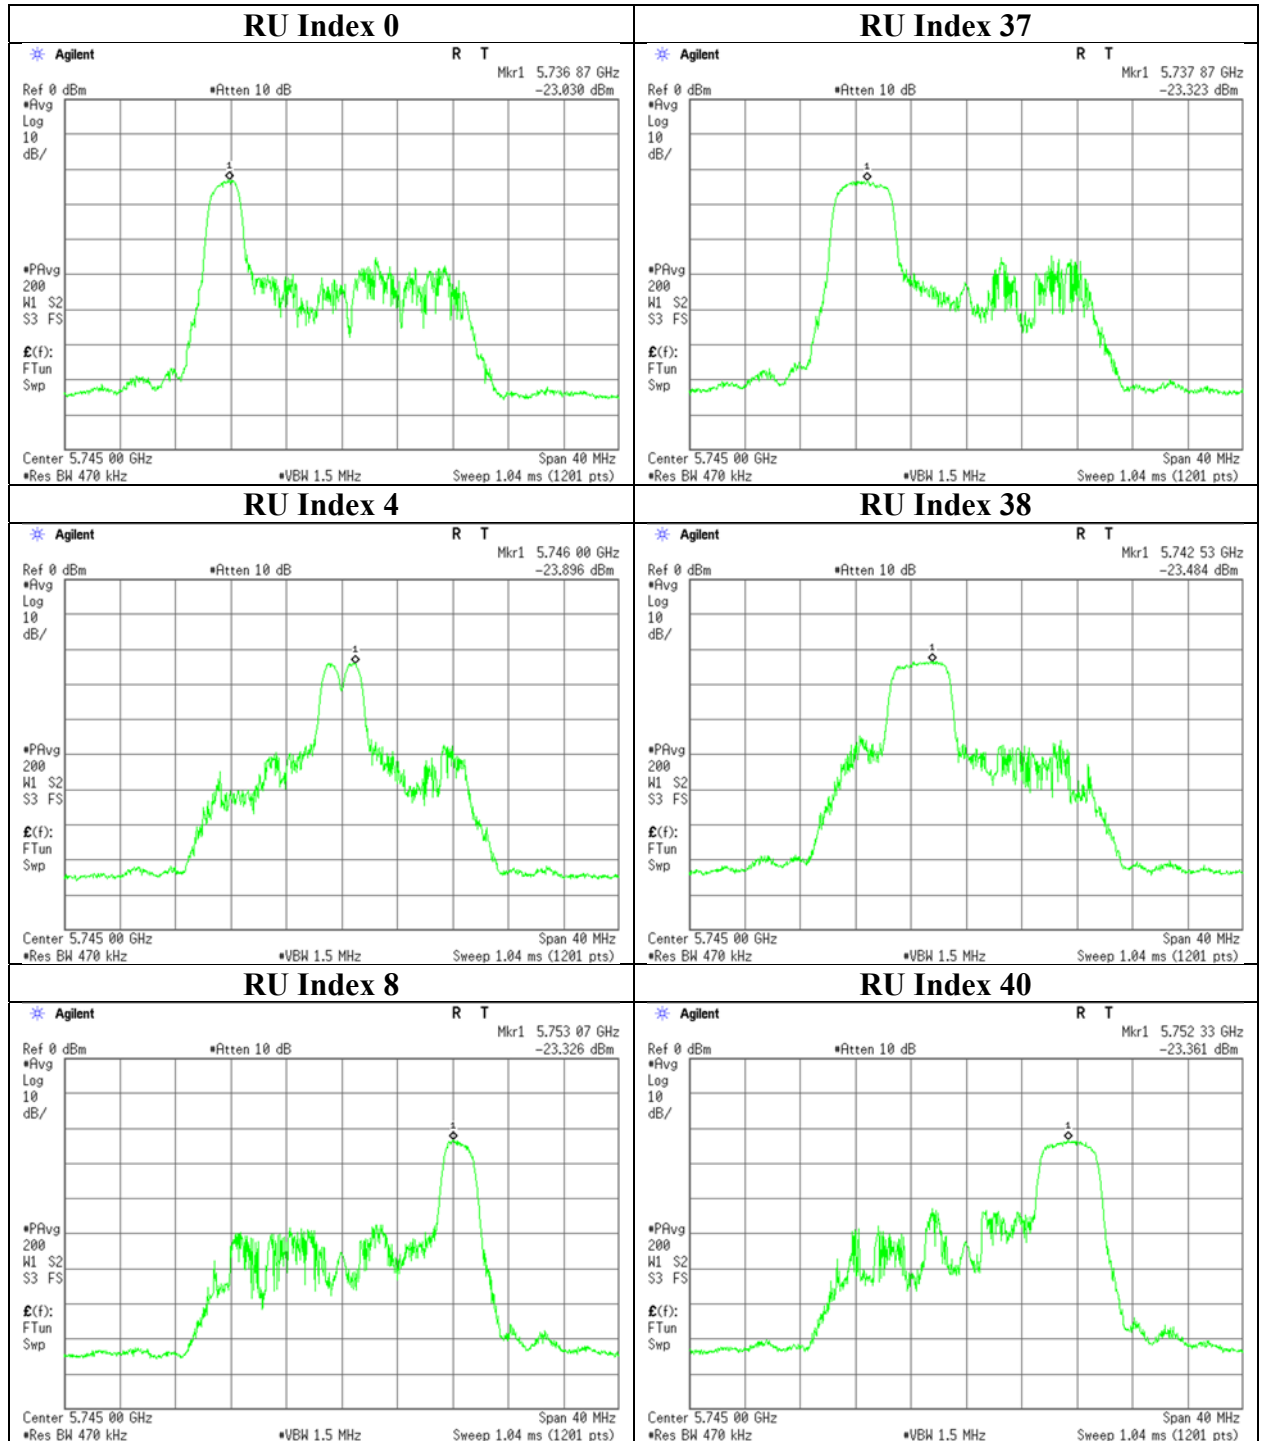 RU Index 0
Agilent R T
Mkr1 5.736 87 GHz
Ref 0 dBm *Atten 10 dB -23.030 dBm
*Avg
Log
10
dB/
1
*PAvg
200
W1 S2
S3 FS
£(f):
FTun
Swp
Center 5.745 00 GHz Span 40 MHz
*Res BW 470 kHz *VBW 1.5 MHz Sweep 1.04 ms (1201 pts)
RU Index 37
Agilent R T
Mkr1 5.737 87 GHz
Ref 0 dBm *Atten 10 dB -23.323 dBm
*Avg
Log
10
dB/
1
*PAvg
200
W1 S2
S3 FS
£(f):
FTun
Swp
Center 5.745 00 GHz Span 40 MHz
*Res BW 470 kHz *VBW 1.5 MHz Sweep 1.04 ms (1201 pts)
RU Index 4
Agilent R T
Mkr1 5.746 00 GHz
Ref 0 dBm *Atten 10 dB -23.896 dBm
*Avg
Log
10
dB/
1
*PAvg
200
W1 S2
S3 FS
£(f):
FTun
Swp
Center 5.745 00 GHz Span 40 MHz
*Res BW 470 kHz *VBW 1.5 MHz Sweep 1.04 ms (1201 pts)
RU Index 38
Agilent R T
Mkr1 5.742 53 GHz
Ref 0 dBm *Atten 10 dB -23.484 dBm
*Avg
Log
10
dB/
1
*PAvg
200
W1 S2
S3 FS
£(f):
FTun
Swp
Center 5.745 00 GHz Span 40 MHz
*Res BW 470 kHz *VBW 1.5 MHz Sweep 1.04 ms (1201 pts)
RU Index 8
Agilent R T
Mkr1 5.753 07 GHz
Ref 0 dBm *Atten 10 dB -23.326 dBm
*Avg
Log
10
dB/
1
*PAvg
200
W1 S2
S3 FS
£(f):
FTun
Swp
Center 5.745 00 GHz Span 40 MHz
*Res BW 470 kHz *VBW 1.5 MHz Sweep 1.04 ms (1201 pts)
RU Index 40
Agilent R T
Mkr1 5.752 33 GHz
Ref 0 dBm *Atten 10 dB -23.361 dBm
*Avg
Log
10
dB/
1
*PAvg
200
W1 S2
S3 FS
£(f):
FTun
Swp
Center 5.745 00 GHz Span 40 MHz
*Res BW 470 kHz *VBW 1.5 MHz Sweep 1.04 ms (1201 pts)